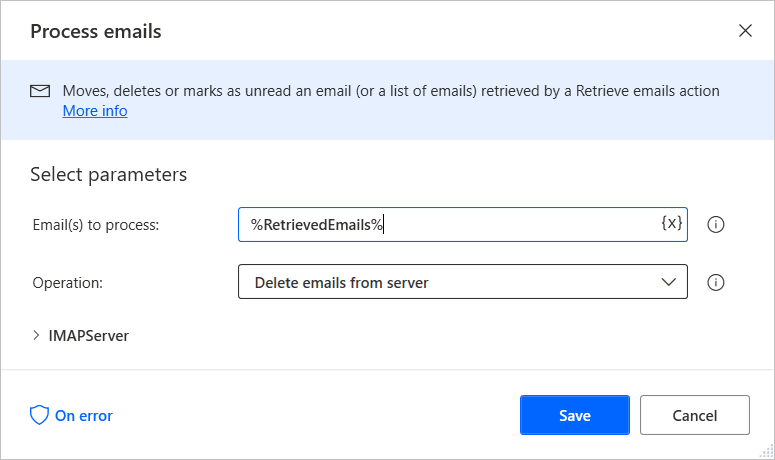 Process emails
Moves, deletes or marks as unread an email (or a list of emails) retrieved by a Retrieve emails action
More info
Select parameters
Email(s) to process:
%RetrievedEmails%
{x}
Operation:
Delete emails from server
IMAPServer
On error
Save
Cancel